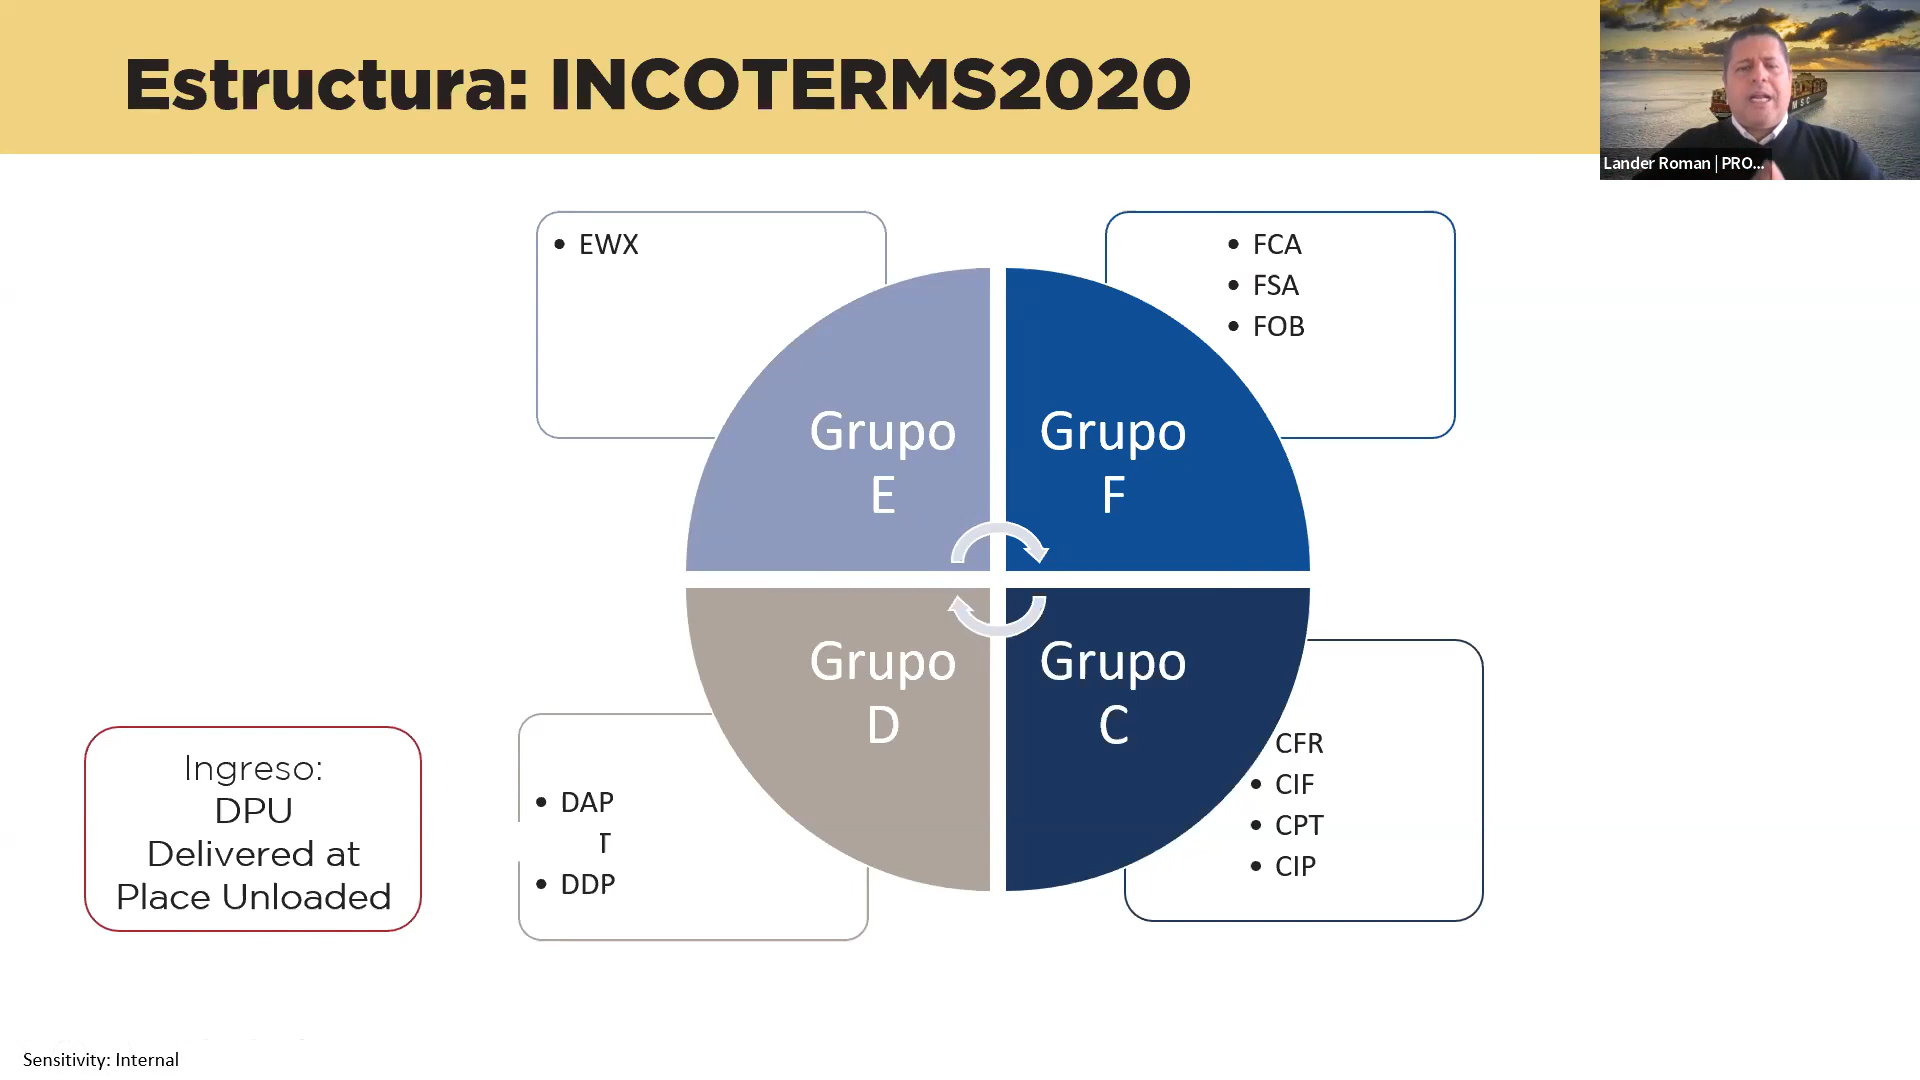 Estructura: INCOTERMS2020
Lander Roman | PRO...
• EWX
• FCA
• FSA
• FOB
Grupo
E
Grupo
F
Grupo
D
Grupo
C
CFR
• CIF
• CPT
• CIP
• DAP
T
• DDP
Ingreso:
DPU
Delivered at
Place Unloaded
Sensitivity: Internal
MSC